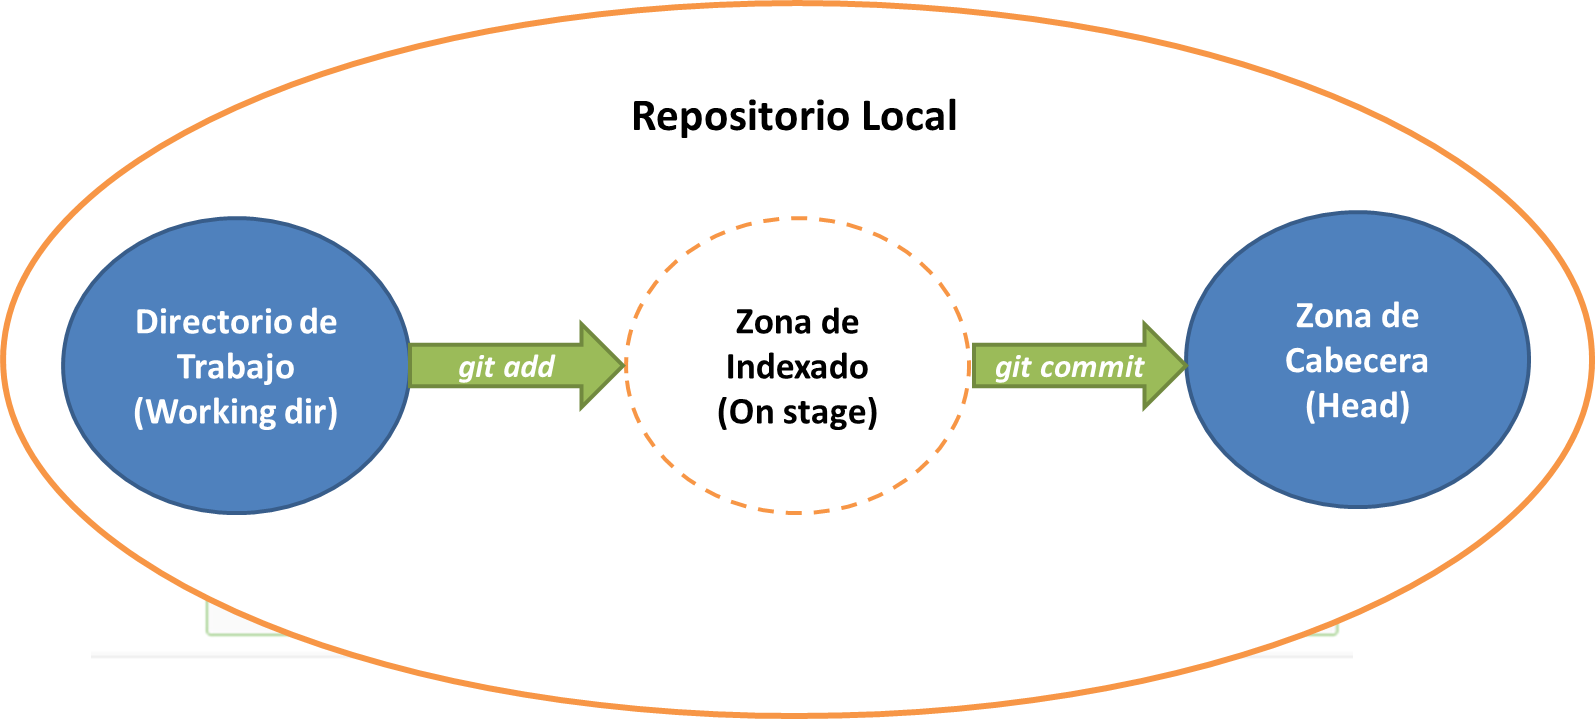 Repositorio Local
Directorio de
Trabajo
(Working dir)
git add
Zona de
Indexado
(On stage)
git commit
Zona de
Cabecera
(Head)